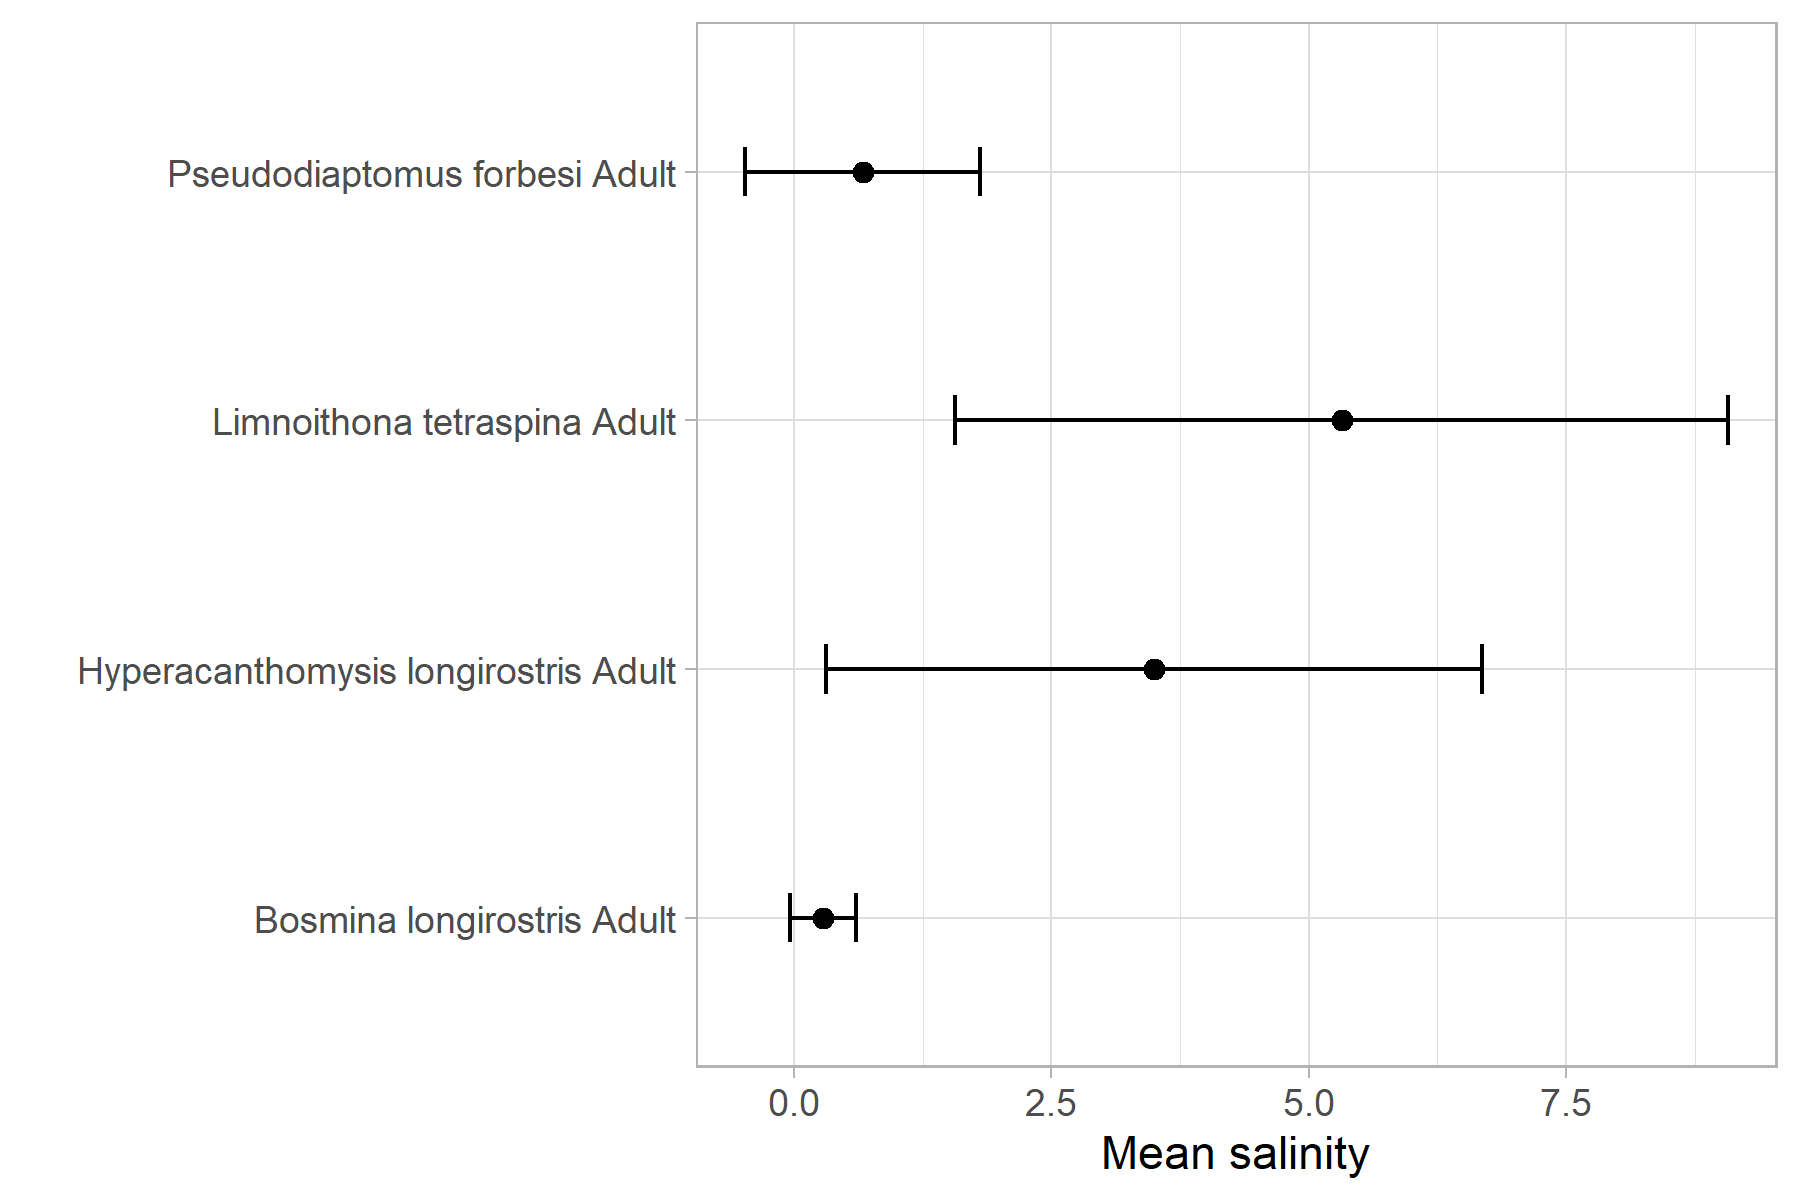 Pseudodiaptomus forbesi Adult
Limnoithona tetraspina Adult
Hyperacanthomysis longirostris Adult
Bosmina longirostris Adult
0.0 2.5 5.0 7.5
Mean salinity